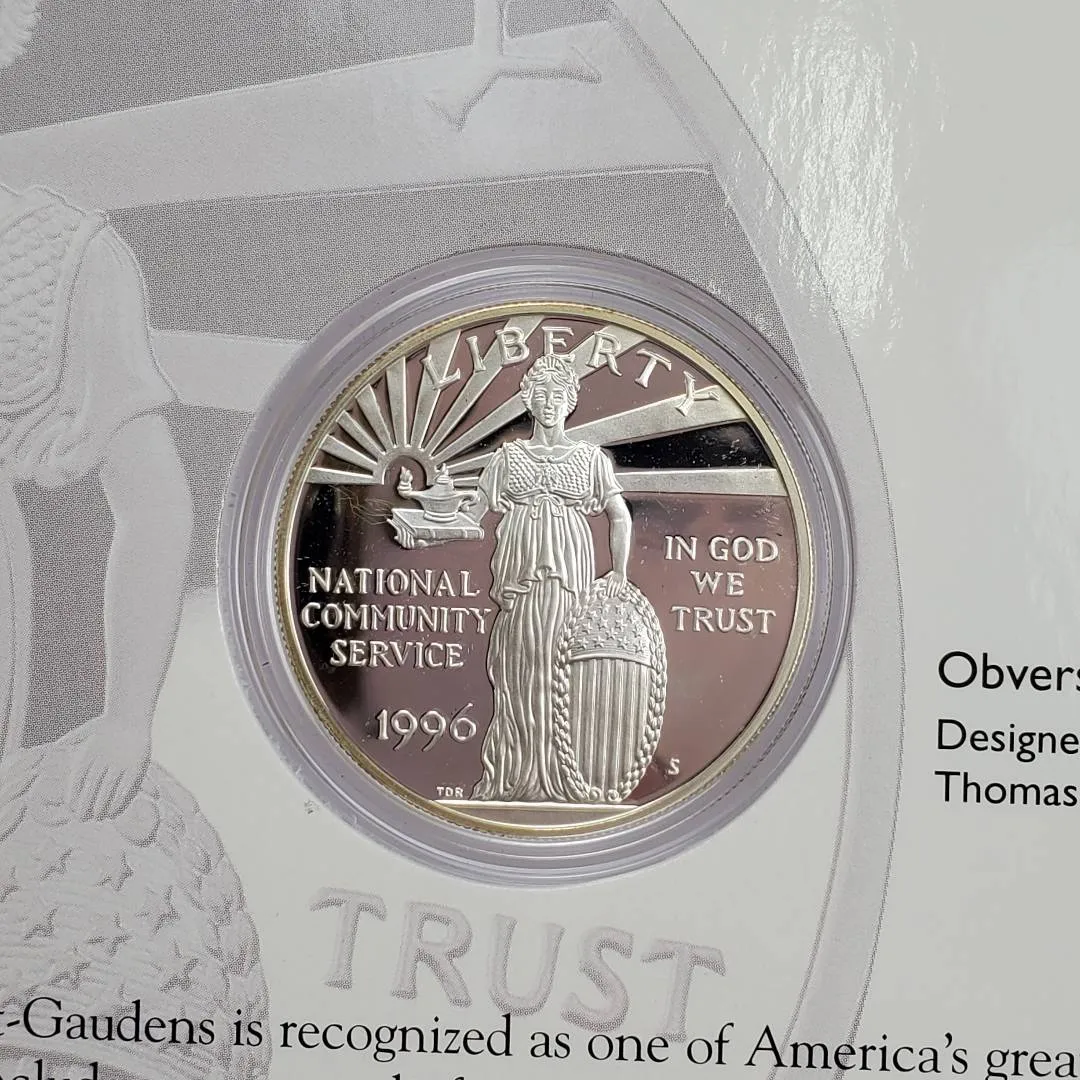 LIBERTY
NATIONAL
COMMUNITY
SERVICE
1996
IN GOD
WE
TRUST
TDR
S
Obvers
Designe
Thomas
TRUST
t-Gaudens is recognized as one of America's grea